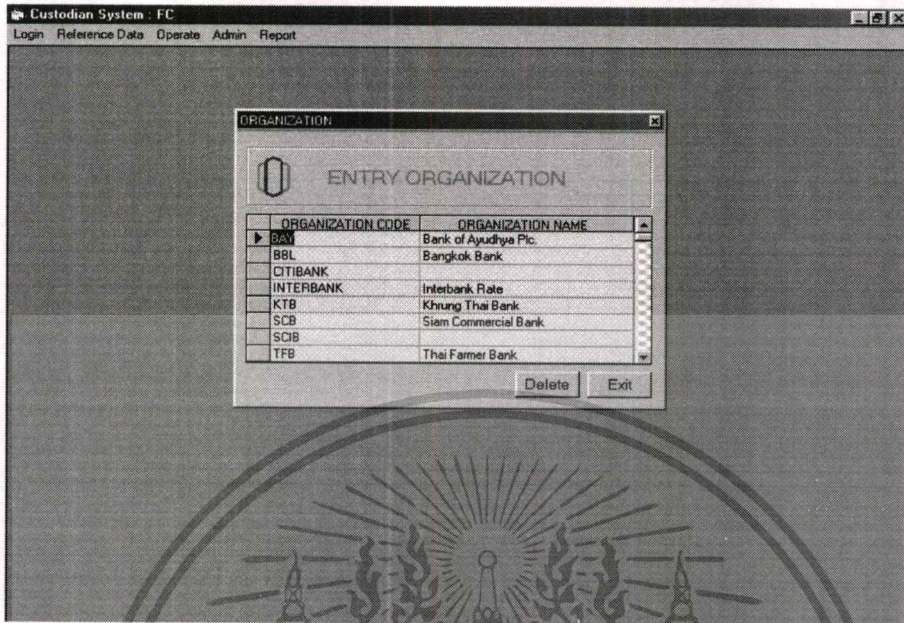 Custodian System : FC
Login Reference Data Operate Admin Report
ORGANIZATION
ENTRY ORGANIZATION
ORGANIZATION CODE ORGANIZATION NAME
BAY Bank of Ayudhya Plc.
BBL Bangkok Bank
CITIBANK
INTERBANK Interbank Rate
KTB Khrung Thai Bank
SCB Siam Commercial Bank
SCIB
TFB Thai Farmer Bank
Delete Exit